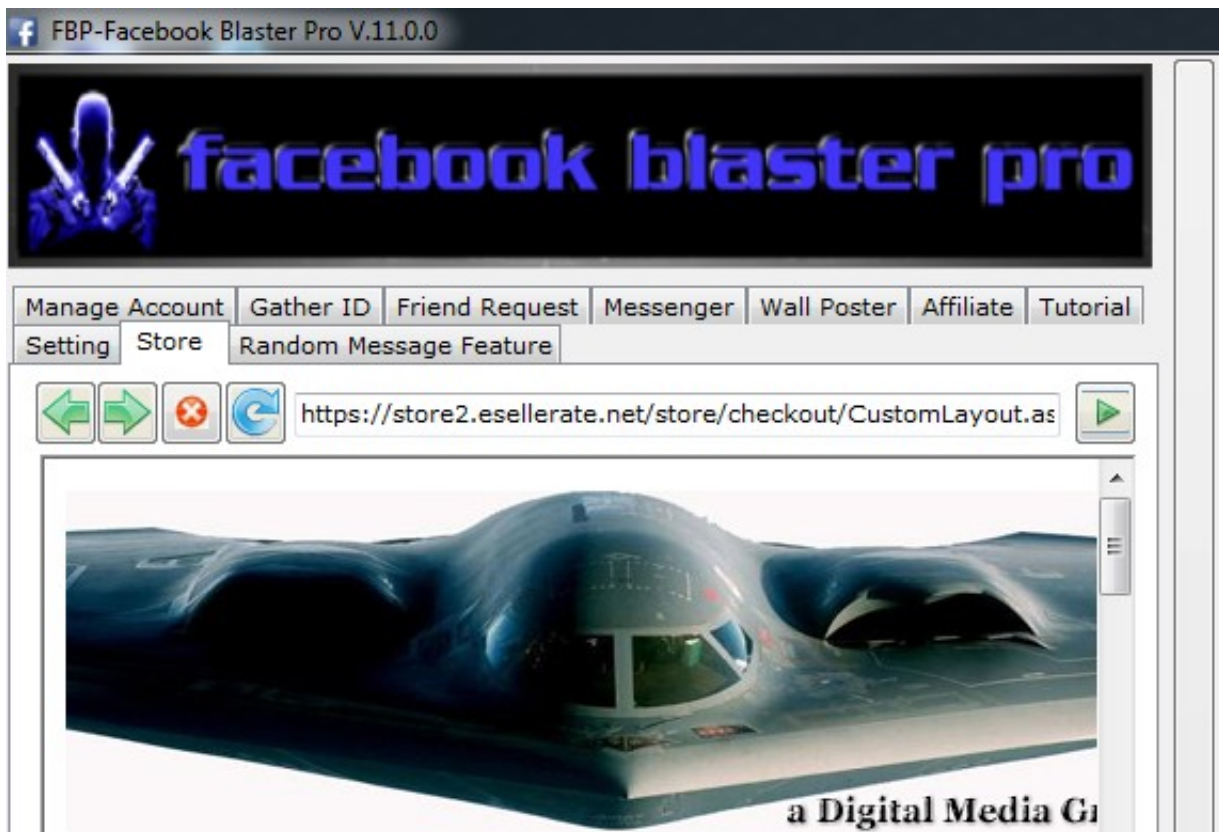 FBP-Facebook Blaster Pro V.11.0.0
facebook blaster pro
Manage Account Gather ID Friend Request Messenger Wall Poster Affiliate Tutorial
Setting Store Random Message Feature
https://store2.esellerate.net/store/checkout/CustomLayout.as
a Digital Media